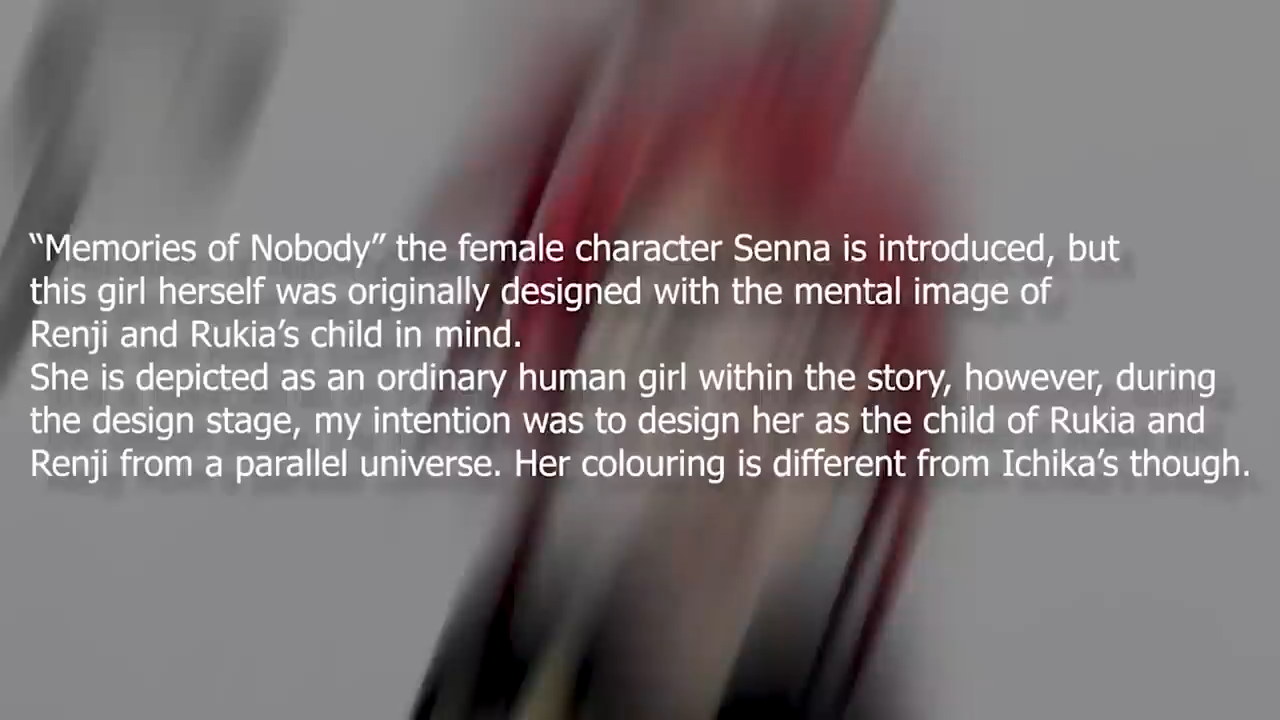 “Memories of Nobody” the female character Senna is introduced, but
this girl herself was originally designed with the mental image of
Renji and Rukia’s child in mind.
She is depicted as an ordinary human girl within the story, however, during
the design stage, my intention was to design her as the child of Rukia and
Renji from a parallel universe. Her colouring is different from Ichika’s though.